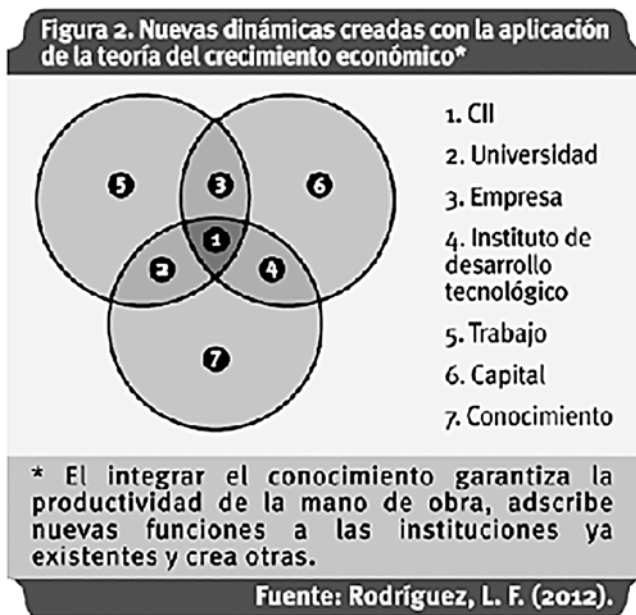 Figura 2. Nuevas dinámicas creadas con la aplicación
de la teoría del crecimiento económico*
5
3
6
1
2
4
7
1. CII
2. Universidad
3. Empresa
4. Instituto de
desarrollo
tecnológico
5. Trabajo
6. Capital
7. Conocimiento
* El integrar el conocimiento garantiza la
productividad de la mano de obra, adscribe
nuevas funciones a las instituciones ya
existentes y crea otras.
Fuente: Rodríguez, L. F. (2012).